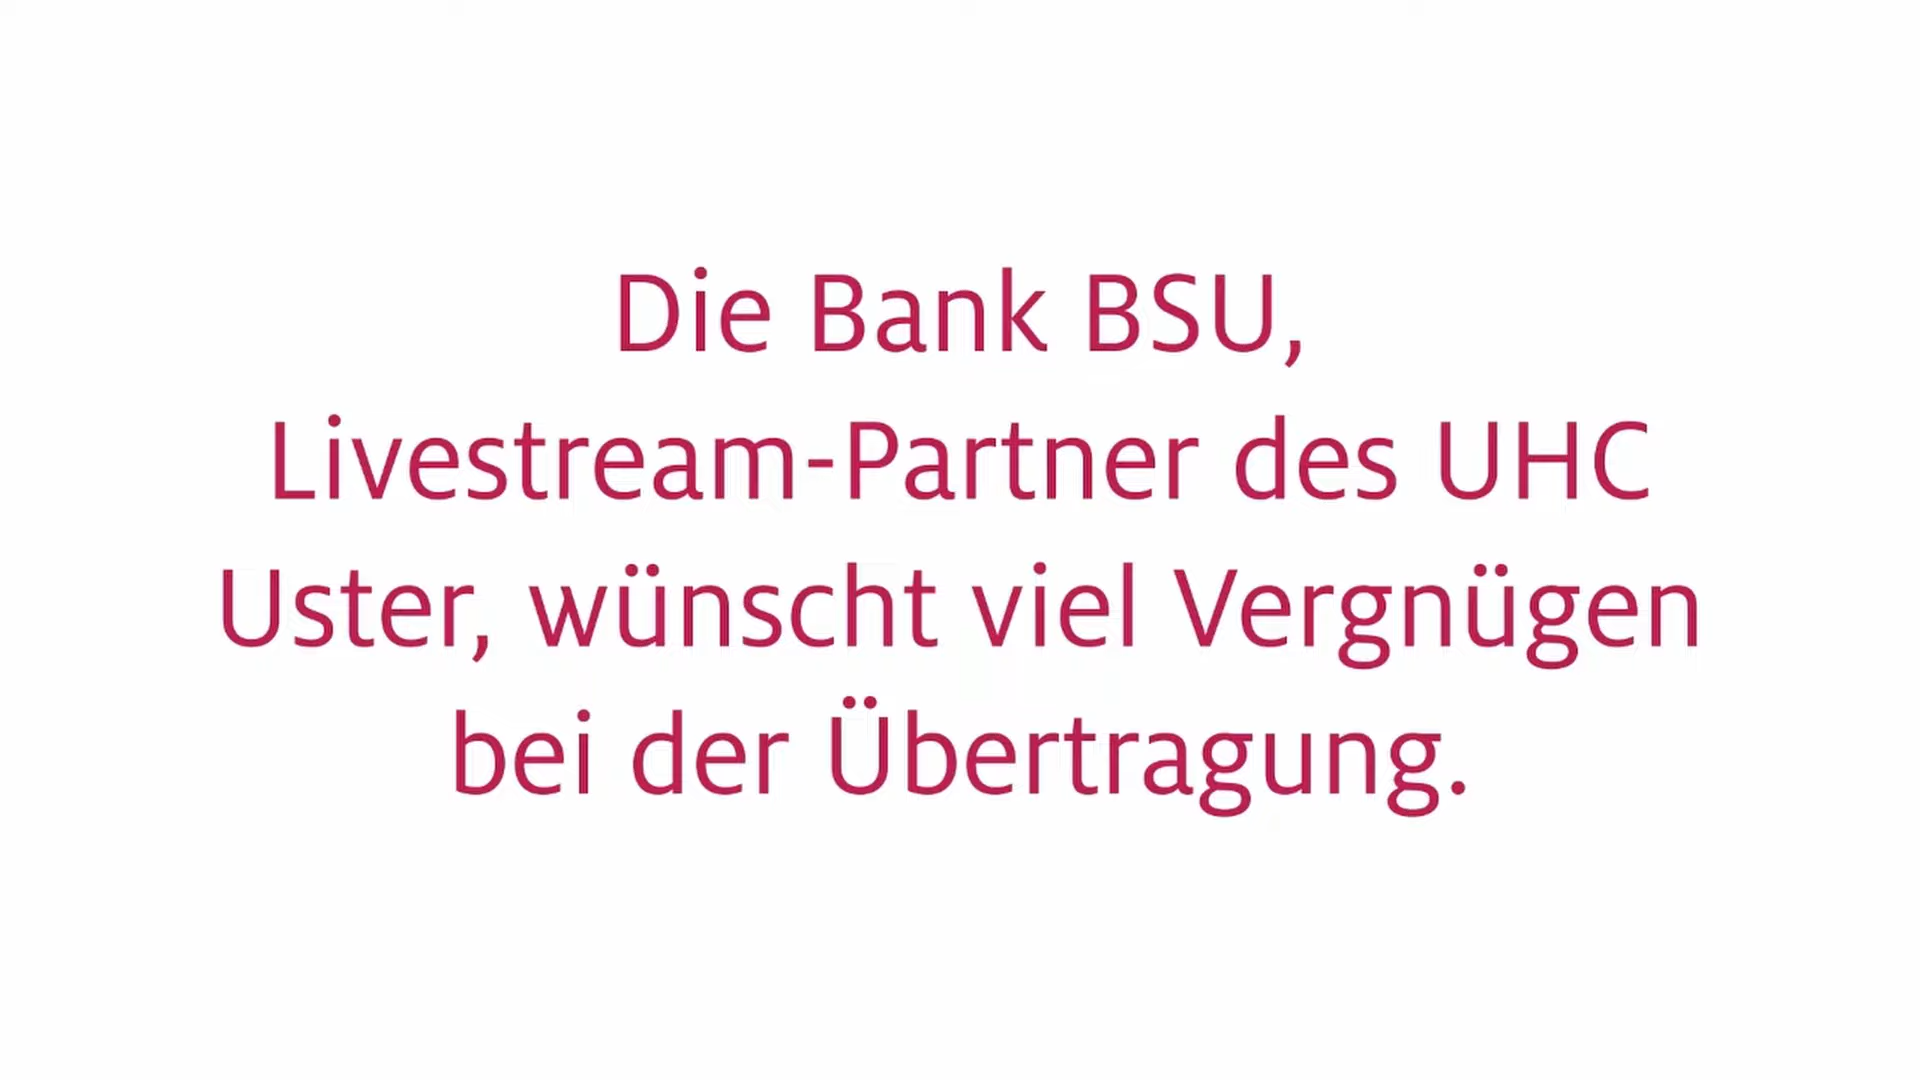 Die Bank BSU,
Livestream-Partner des UHC
Uster, wünscht viel Vergnügen
bei der Übertragung.